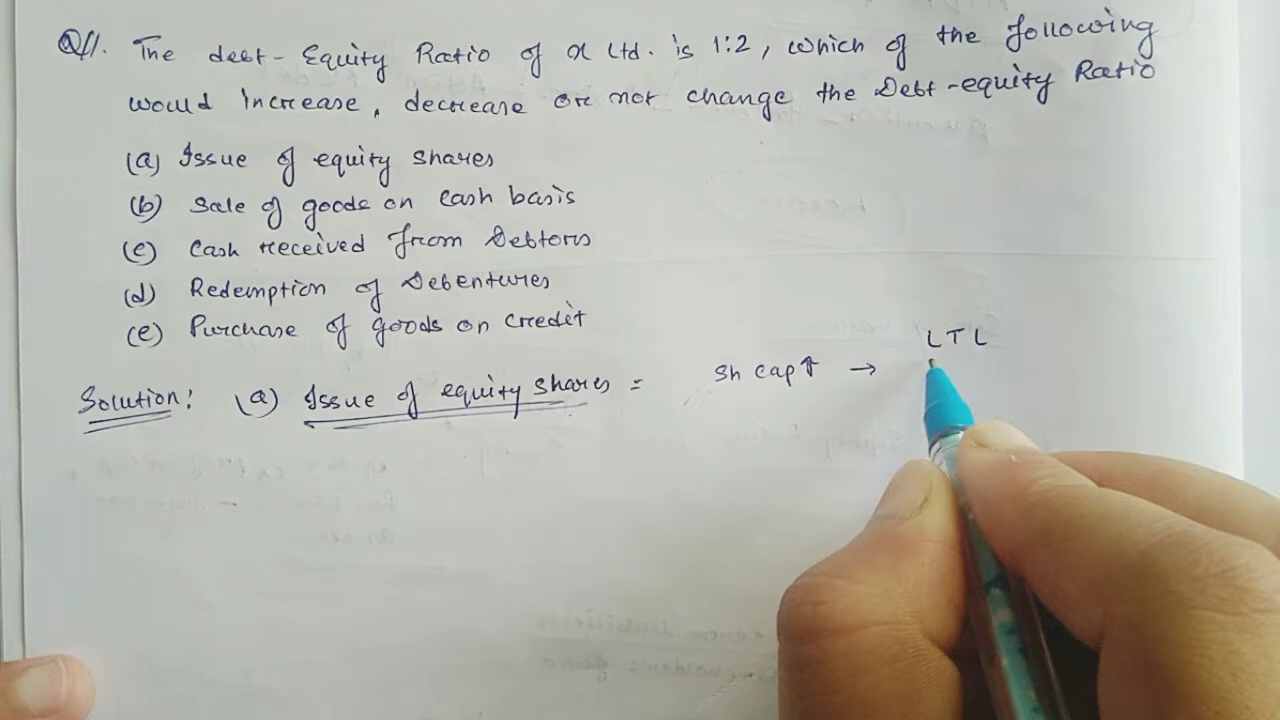 Q11. The debt-Equity Ratio of x Ltd. is 1:2, which of the following
would increase, decrease or not change the Debt-equity Ratio
(a) Issue of equity shares
(b) Sale of goods on cash basis
(c) Cash received from Debtors
(d) Redemption of Debentures
(e) Purchase of goods on credit
Solution: (a) Issue of equity shares = Sh cap↑ → LTL